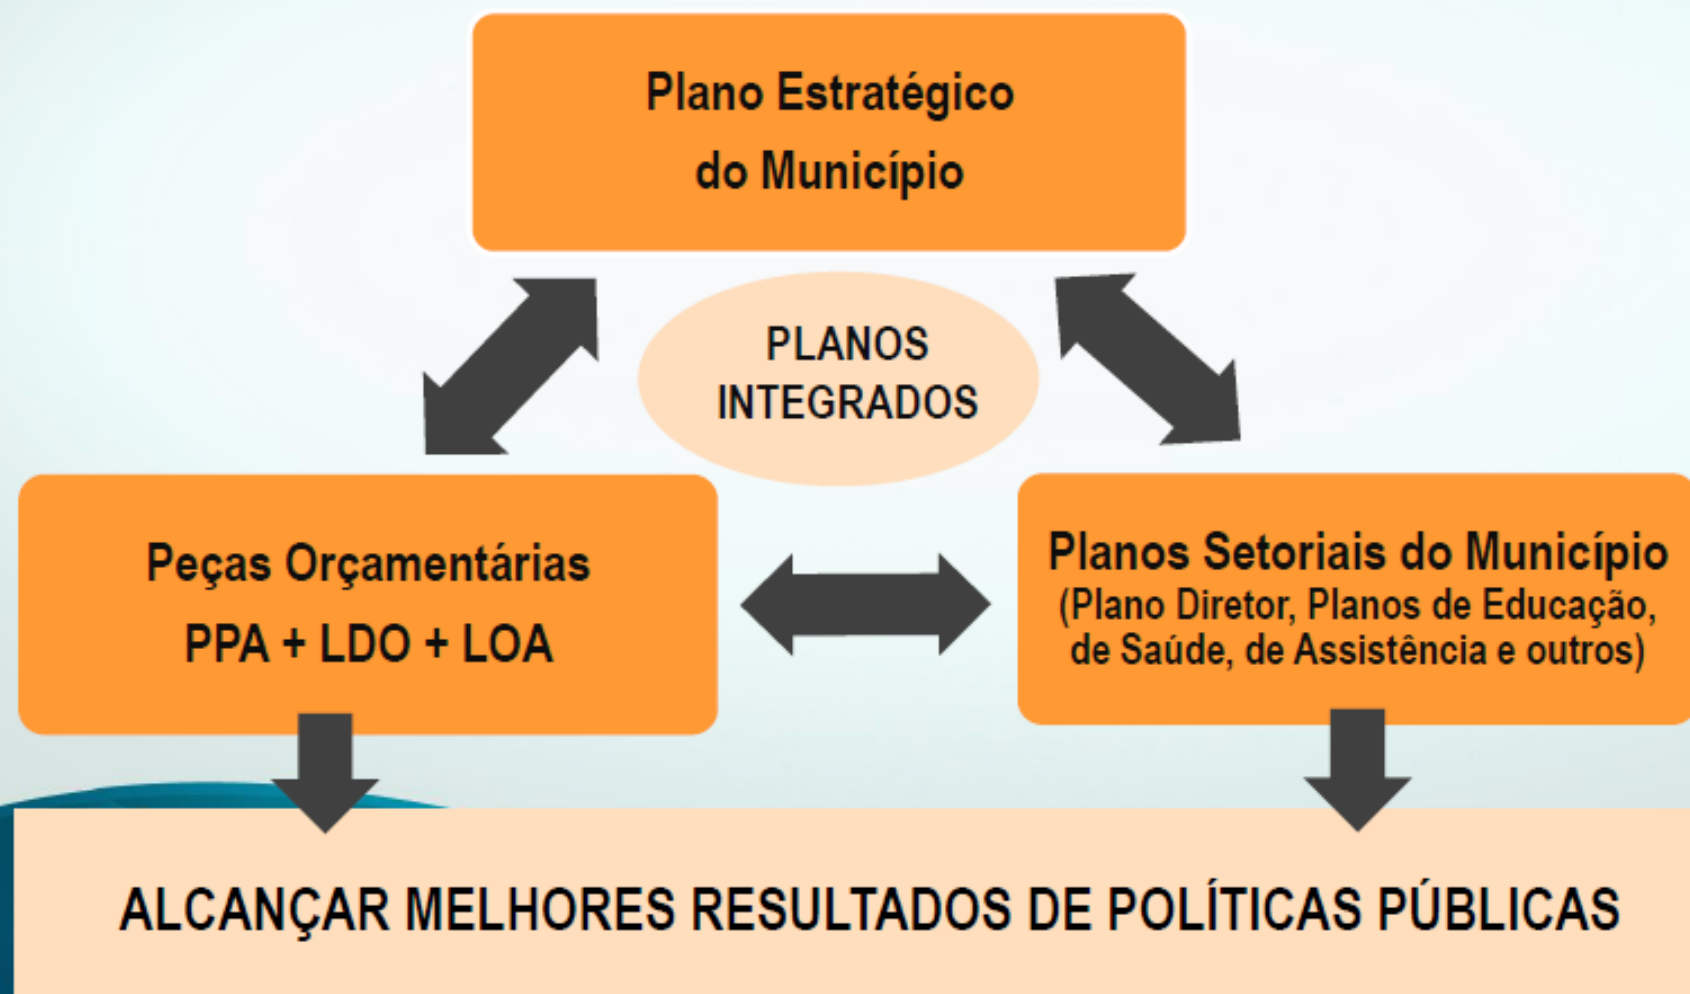 Plano Estratégico
do Município
PLANOS
INTEGRADOS
Peças Orçamentárias
PPA + LDO + LOA
Planos Setoriais do Município
(Plano Diretor, Planos de Educação,
de Saúde, de Assistência e outros)
ALCANÇAR MELHORES RESULTADOS DE POLÍTICAS PÚBLICAS